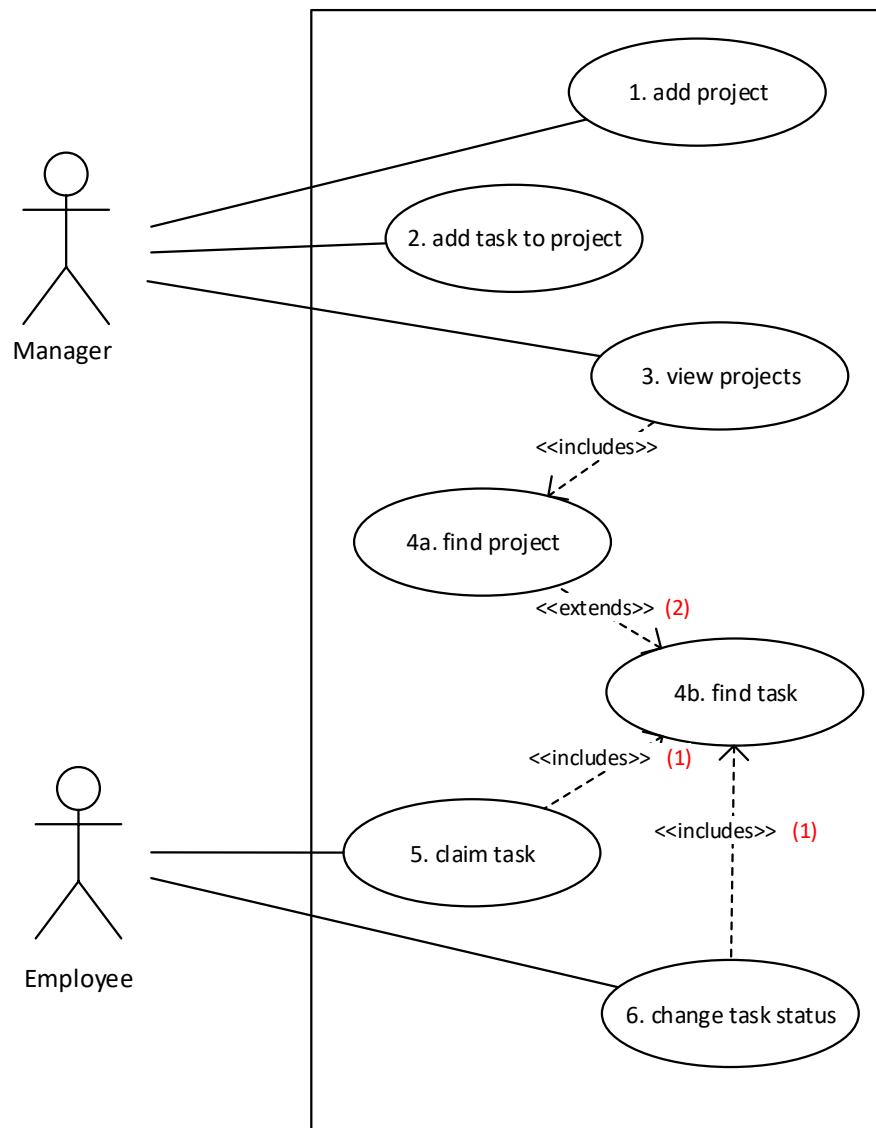 1. add project
2. add task to project
Manager
3. view projects
<<includes>>
4a. find project
<<extends>> (2)
4b. find task
<<includes>> (1)
<<includes>> (1)
5. claim task
Employee
6. change task status